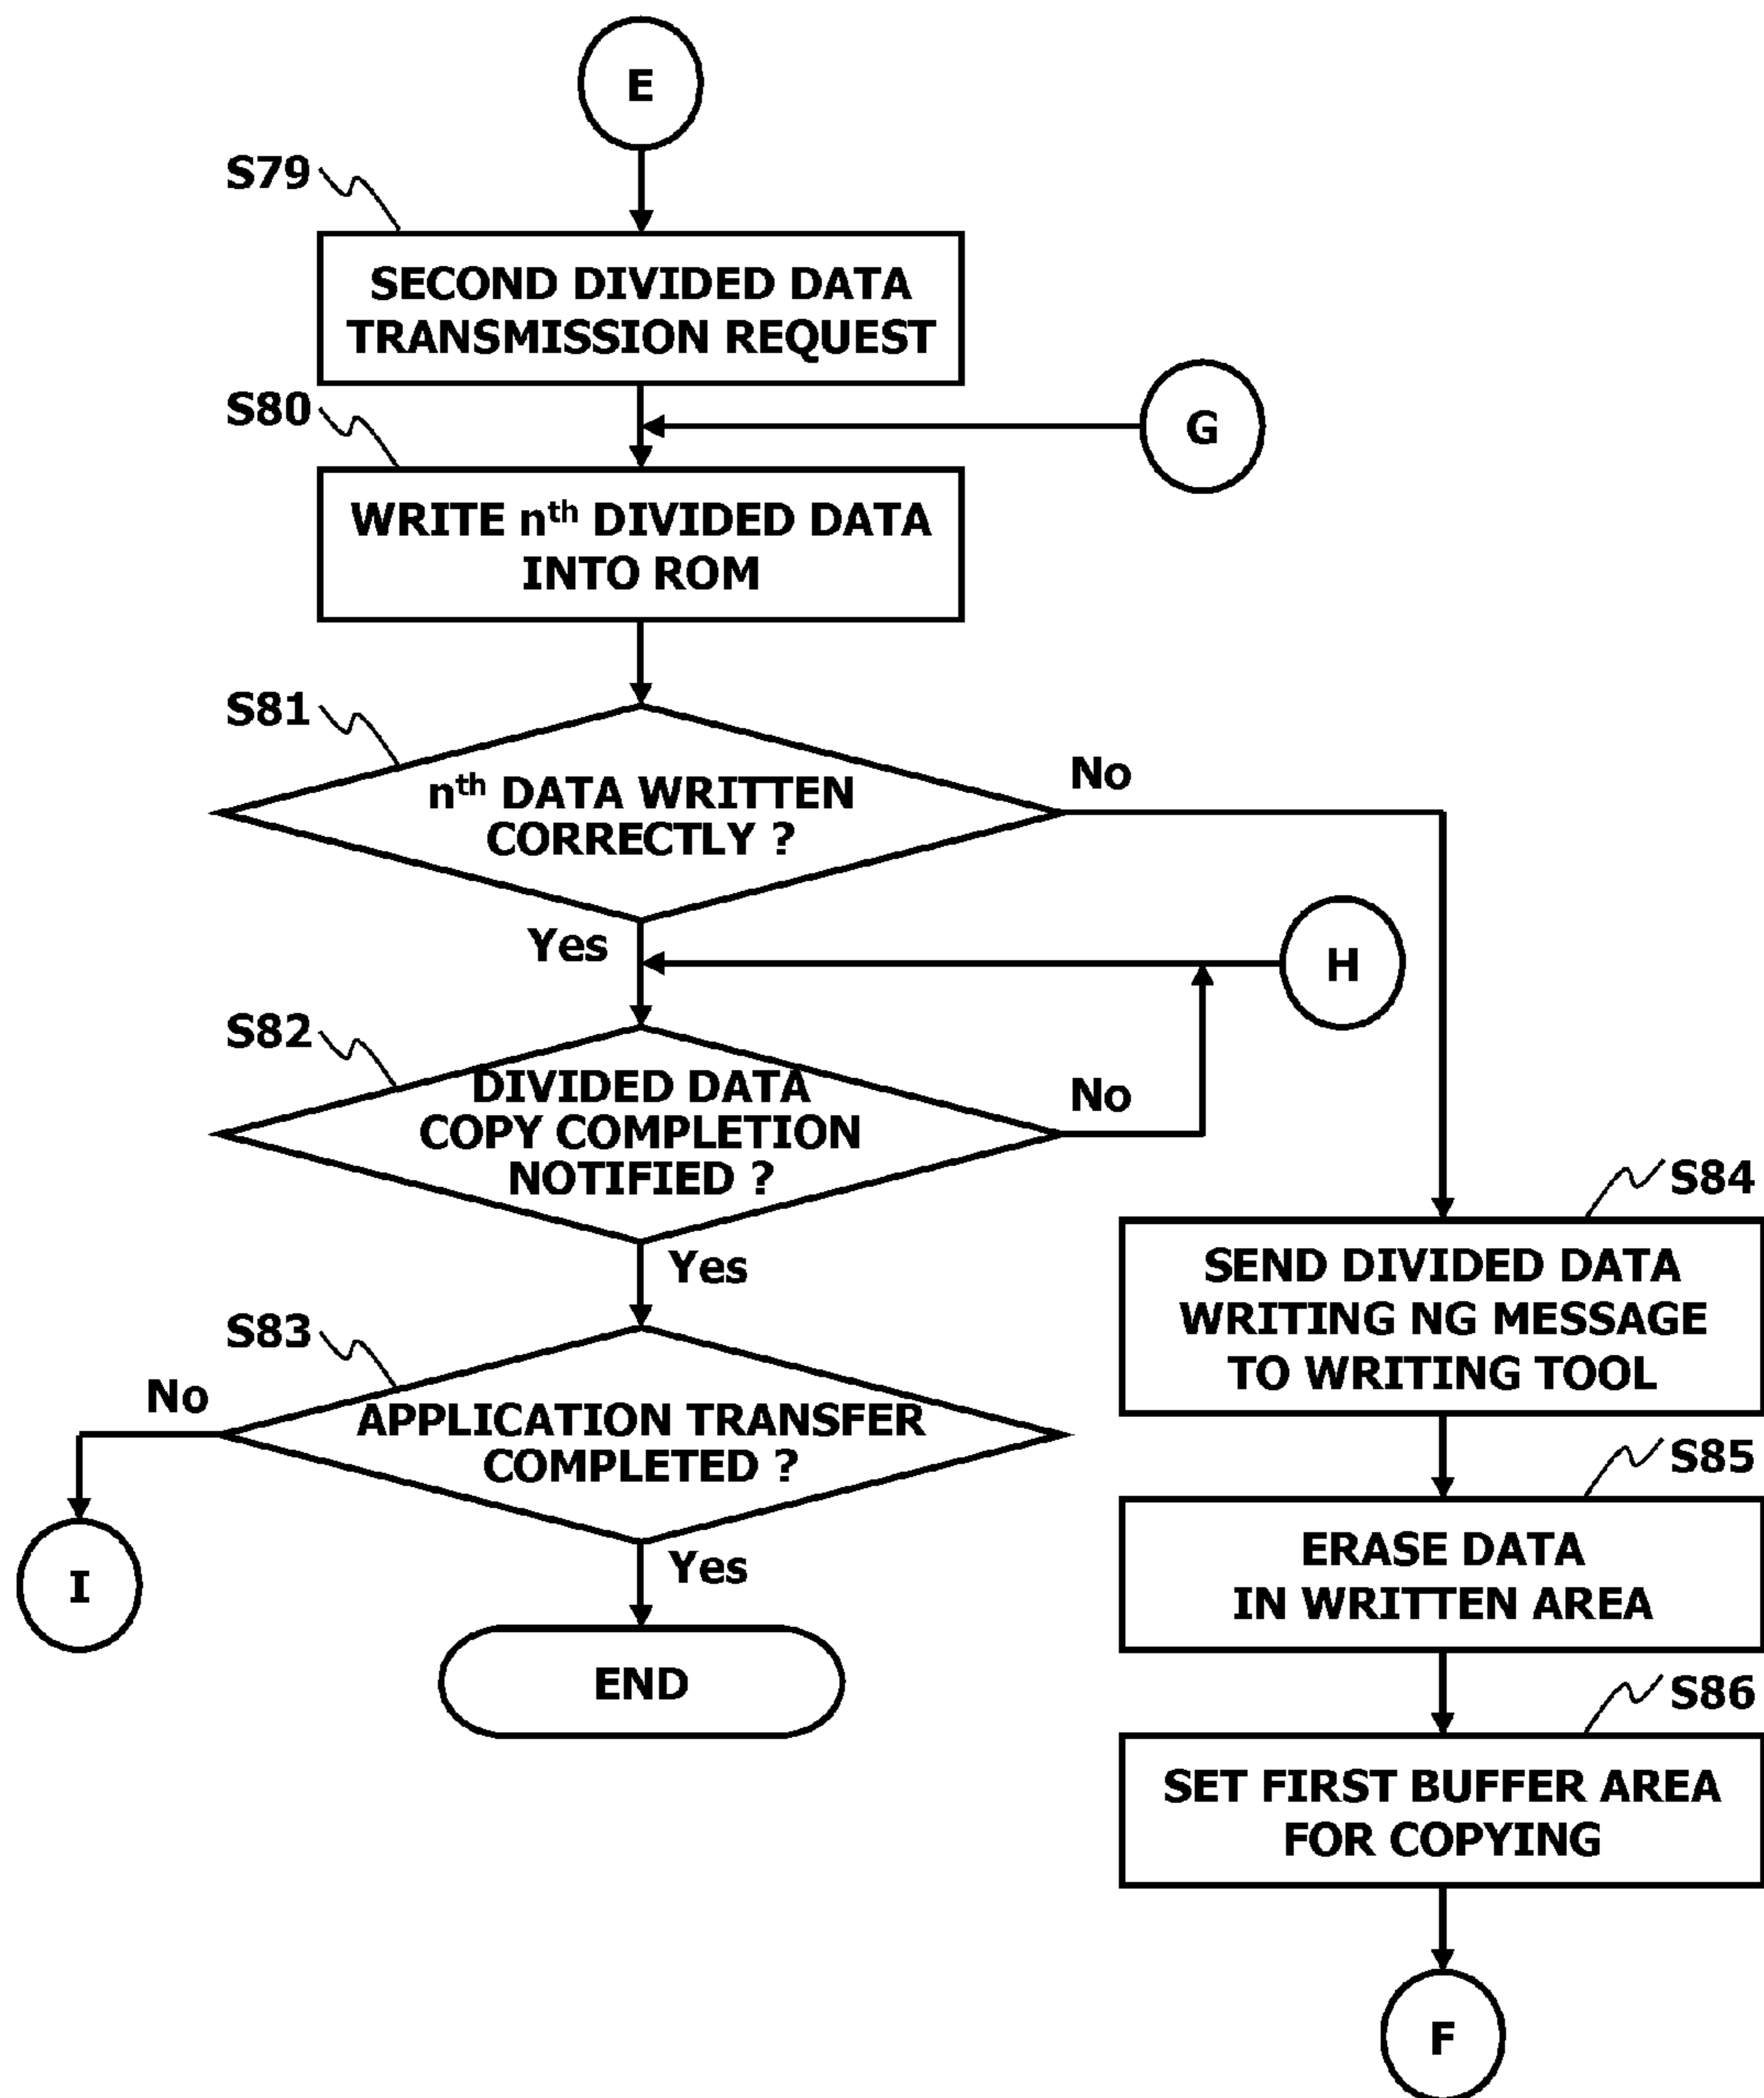 E
S79
SECOND DIVIDED DATA
TRANSMISSION REQUEST
G
S80
WRITE nth DIVIDED DATA
INTO ROM
S81
nth DATA WRITTEN
CORRECTLY ?
No
Yes
H
S82
DIVIDED DATA
COPY COMPLETION
NOTIFIED ?
No
Yes
S83
APPLICATION TRANSFER
COMPLETED ?
No
I
Yes
END
S84
SEND DIVIDED DATA
WRITING NG MESSAGE
TO WRITING TOOL
S85
ERASE DATA
IN WRITTEN AREA
S86
SET FIRST BUFFER AREA
FOR COPYING
F